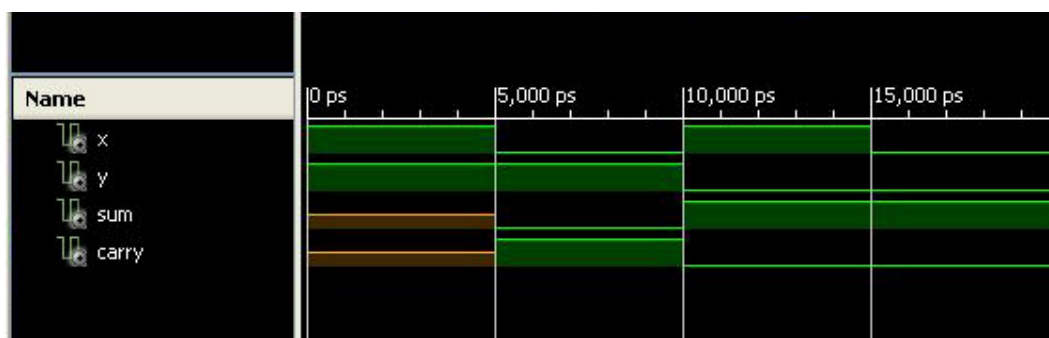 Name
0 ps 5,000 ps 10,000 ps 15,000 ps
x
y
sum
carry